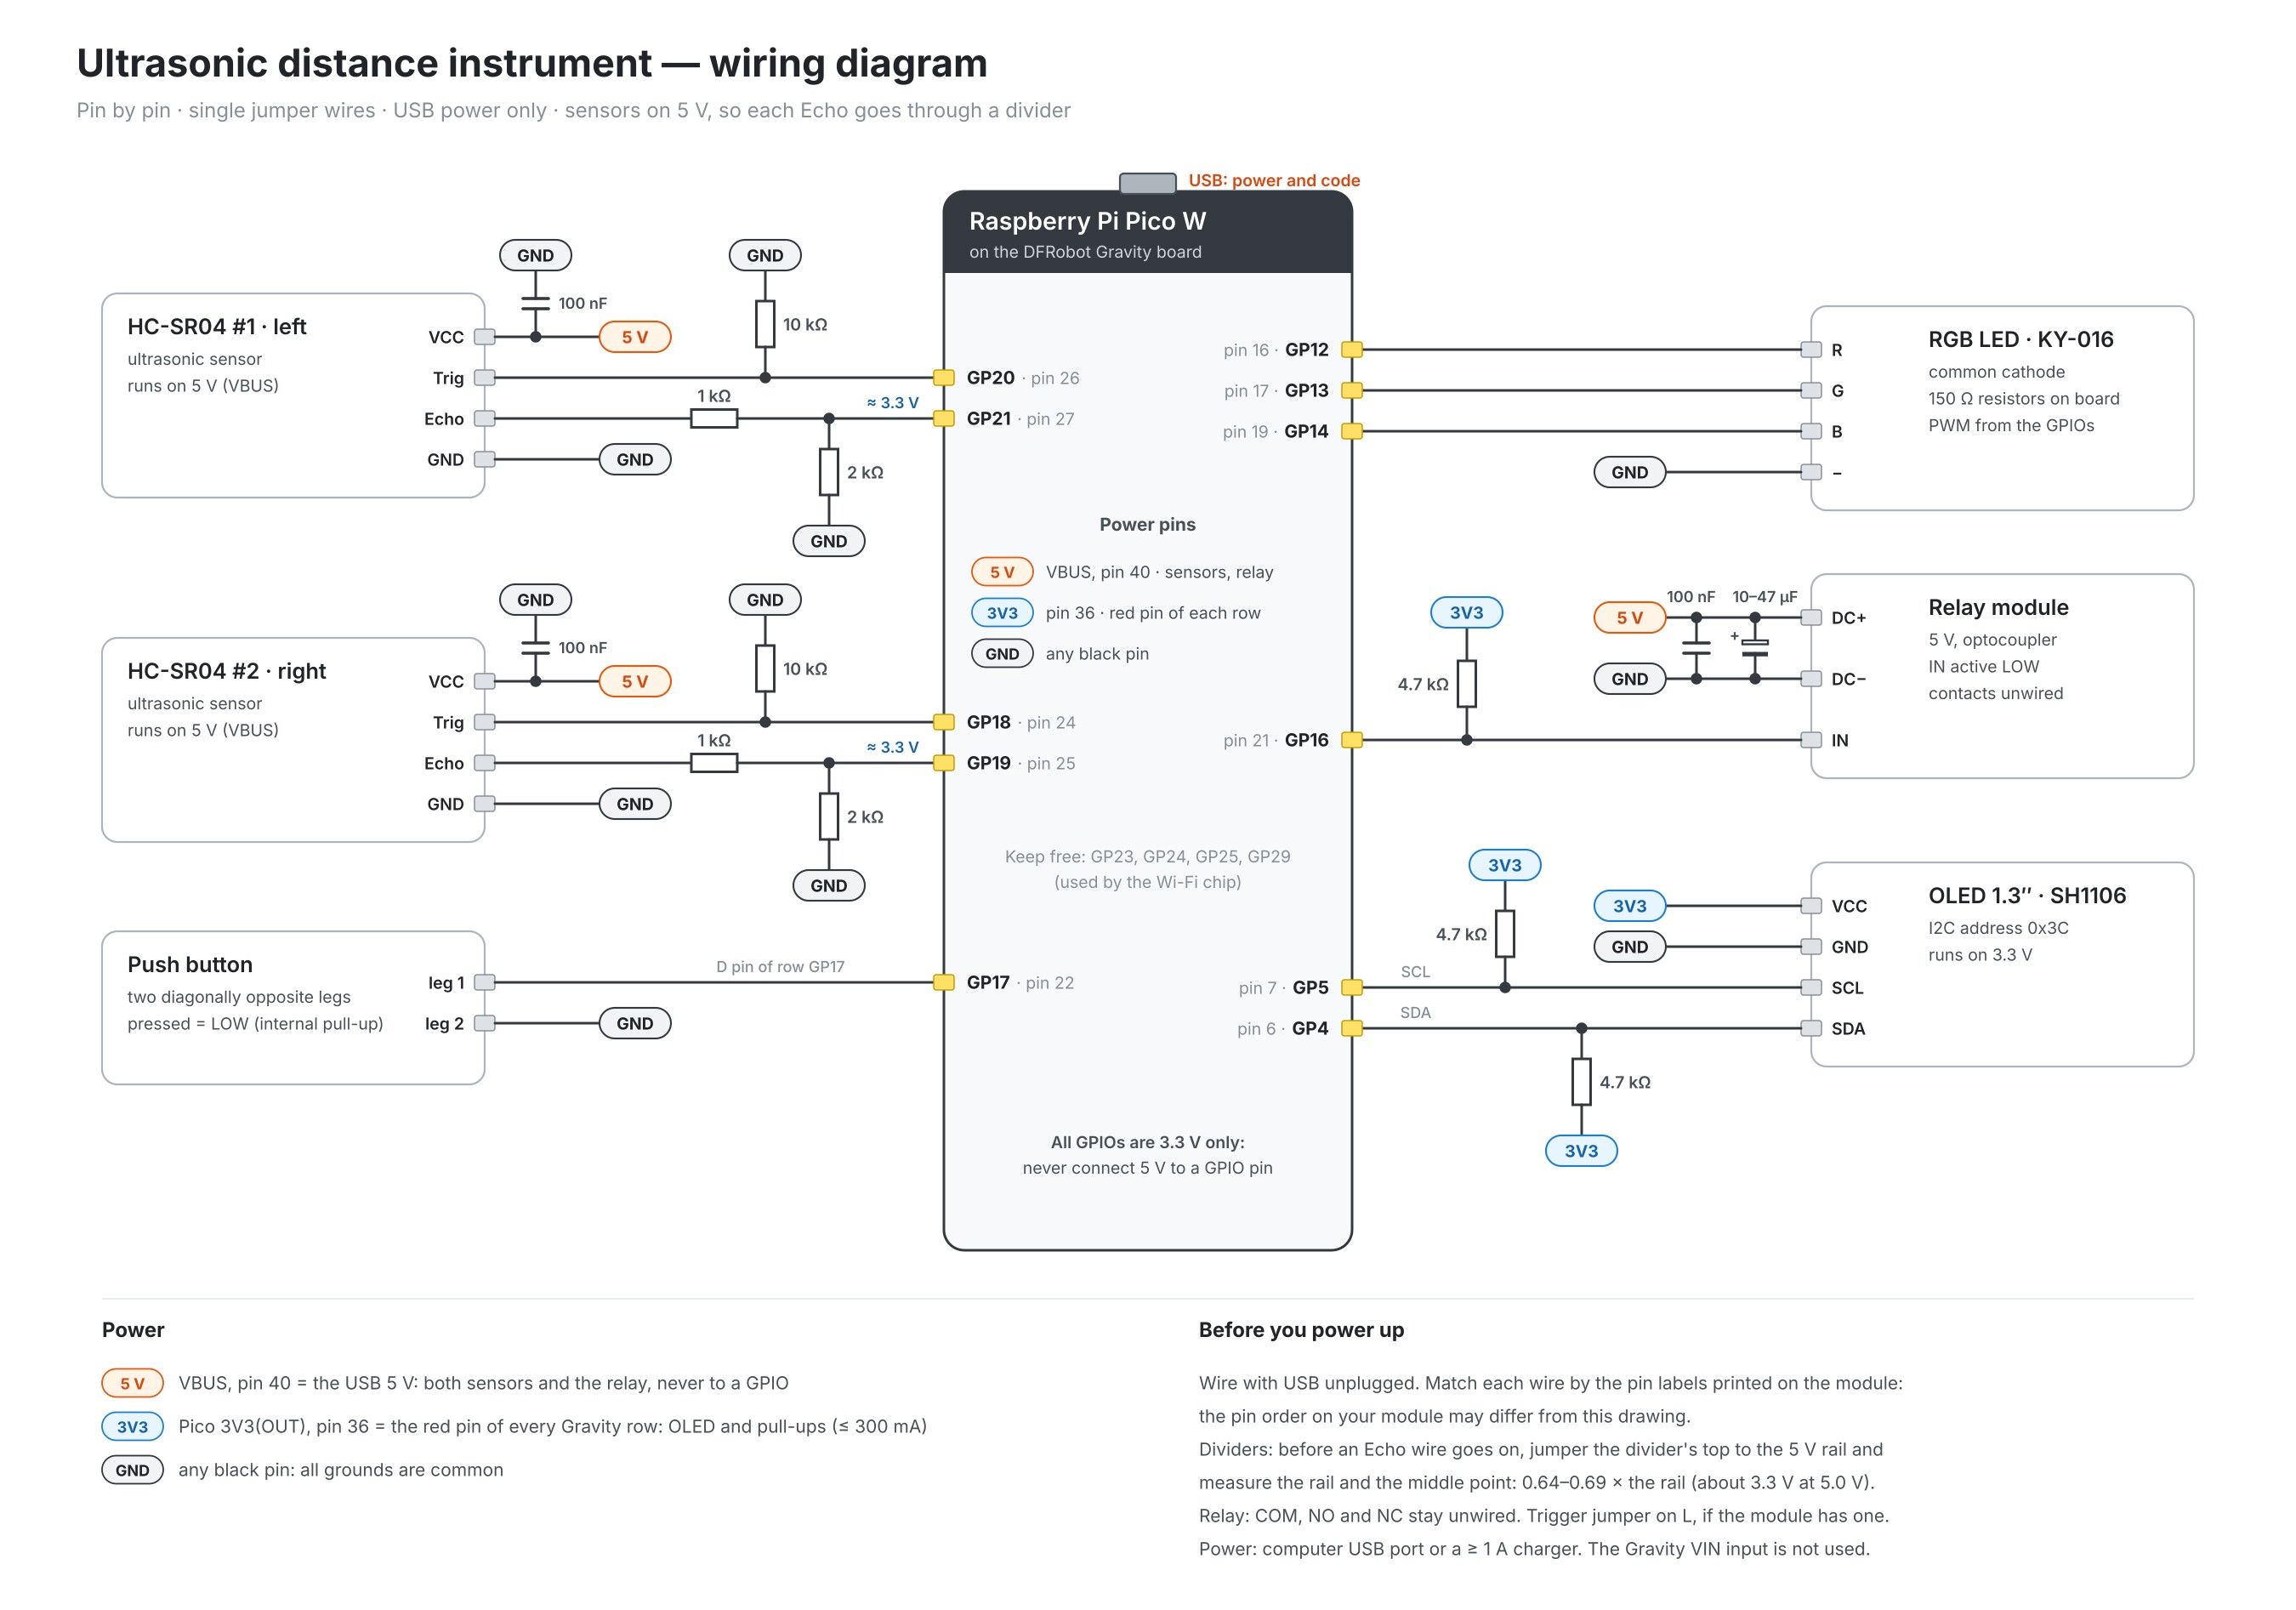 Ultrasonic distance instrument — wiring diagram
Pin by pin · single jumper wires · USB power only · sensors on 5 V, so each Echo goes through a divider
USB: power and code
Raspberry Pi Pico W
on the DFRobot Gravity board
GND
100 nF
GND
10 kΩ
HC-SR04 #1 · left
ultrasonic sensor
runs on 5 V (VBUS)
VCC
5 V
Trig
Echo
1 kΩ
≈ 3.3 V
GND
GND
2 kΩ
GND
GP20 · pin 26
GP21 · pin 27
GND
100 nF
GND
10 kΩ
HC-SR04 #2 · right
ultrasonic sensor
runs on 5 V (VBUS)
VCC
5 V
Trig
Echo
1 kΩ
≈ 3.3 V
GND
GND
2 kΩ
GND
GP18 · pin 24
GP19 · pin 25
Push button
two diagonally opposite legs
pressed = LOW (internal pull-up)
leg 1
leg 2
D pin of row GP17
GND
GP17 · pin 22
pin 16 · GP12
pin 17 · GP13
pin 19 · GP14
Power pins
5 V VBUS, pin 40 · sensors, relay
3V3 pin 36 · red pin of each row
GND any black pin
pin 21 · GP16
Keep free: GP23, GP24, GP25, GP29
(used by the Wi-Fi chip)
pin 7 · GP5
pin 6 · GP4
All GPIOs are 3.3 V only:
never connect 5 V to a GPIO pin
RGB LED · KY-016
common cathode
150 Ω resistors on board
PWM from the GPIOs
R
G
B
GND
–
Relay module
5 V, optocoupler
IN active LOW
contacts unwired
3V3
4.7 kΩ
100 nF
10–47 µF
5 V
+
DC+
GND
DC–
IN
OLED 1.3″ · SH1106
I2C address 0x3C
runs on 3.3 V
3V3
4.7 kΩ
3V3
VCC
GND
GND
SCL
SCL
SDA
SDA
4.7 kΩ
3V3
Power
5 V VBUS, pin 40 = the USB 5 V: both sensors and the relay, never to a GPIO
3V3 Pico 3V3(OUT), pin 36 = the red pin of every Gravity row: OLED and pull-ups (≤ 300 mA)
GND any black pin: all grounds are common
Before you power up
Wire with USB unplugged. Match each wire by the pin labels printed on the module:
the pin order on your module may differ from this drawing.
Dividers: before an Echo wire goes on, jumper the divider's top to the 5 V rail and
measure the rail and the middle point: 0.64–0.69 × the rail (about 3.3 V at 5.0 V).
Relay: COM, NO and NC stay unwired. Trigger jumper on L, if the module has one.
Power: computer USB port or a ≥ 1 A charger. The Gravity VIN input is not used.